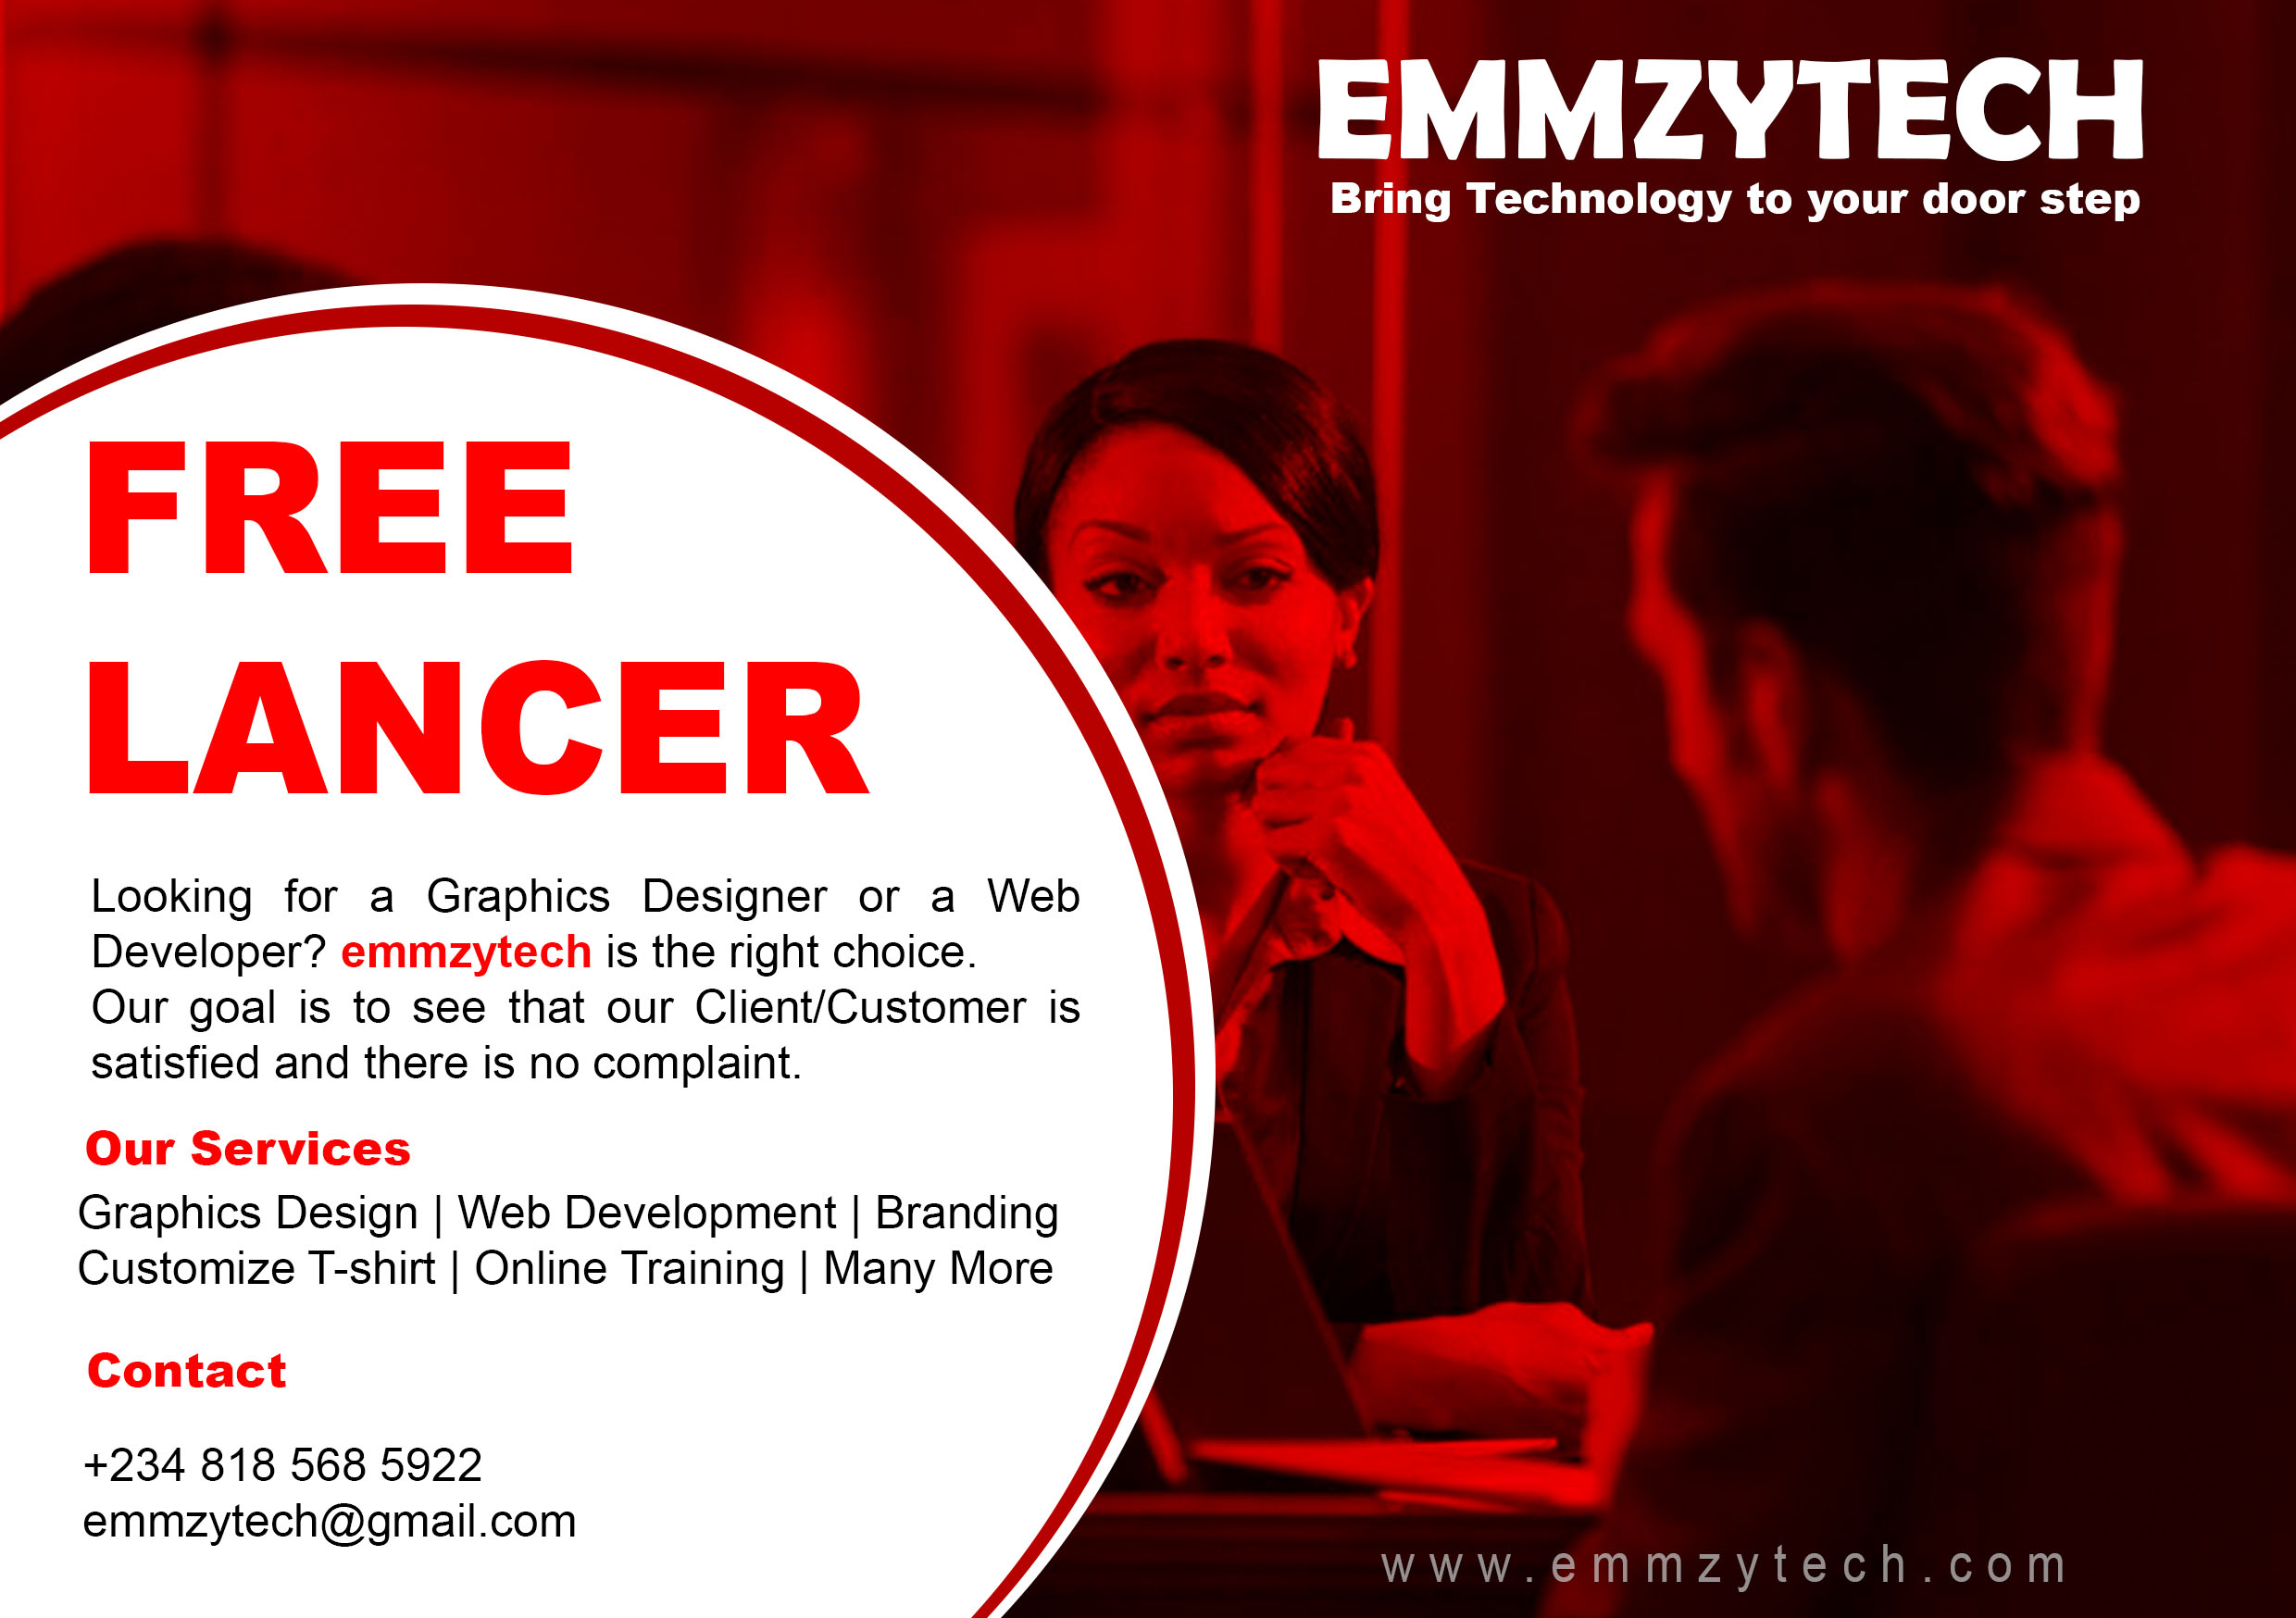 EMMZYTECH
Bring Technology to your door step
FREE
LANCER
Looking for a Graphics Designer or a Web
Developer? emmzytech is the right choice.
Our goal is to see that our Client/Customer is
satisfied and there is no complaint.
Our Services
Graphics Design | Web Development | Branding
Customize T-shirt | Online Training | Many More
Contact
+234 818 568 5922
emmzytech@gmail.com
www.emmzytech.com